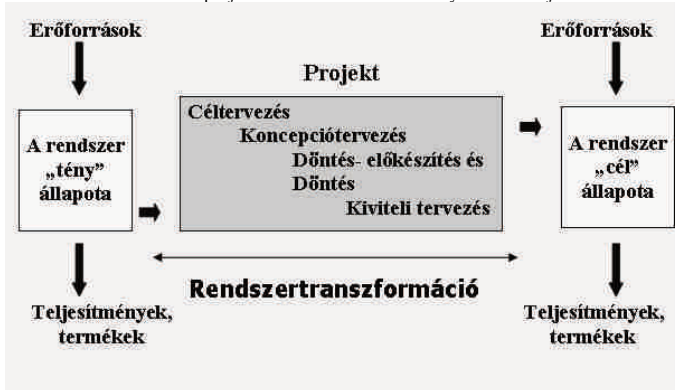 Erőforrások
Erőforrások
Projekt
A rendszer
„tény”
állapota
Céltervezés
Koncepciótervezés
Döntés- előkészítés és
Döntés
Kiviteli tervezés
A rendszer
„cél”
állapota
Rendszertranszformáció
Teljesítmények,
termékek
Teljesítmények,
termékek